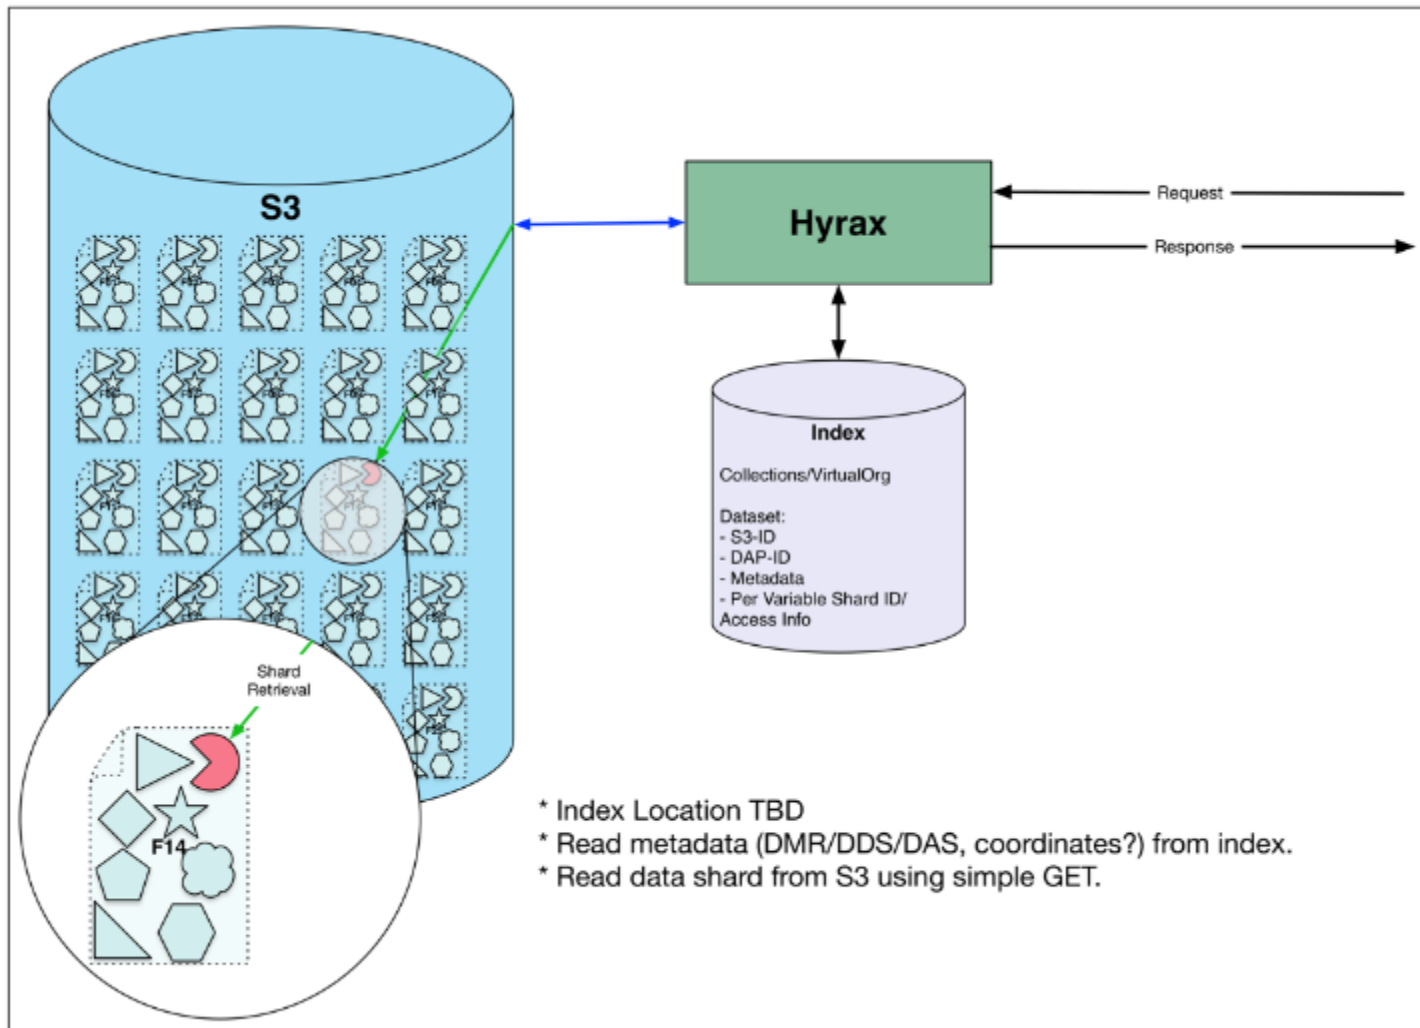 S3
Hyrax
Request
Response
Index
Collections/VirtualOrg
Dataset:
- S3-ID
- DAP-ID
- Metadata
- Per Variable Shard ID/
Access Info
Shard
Retrieval
F14
* Index Location TBD
* Read metadata (DMR/DDS/DAS, coordinates?) from index.
* Read data shard from S3 using simple GET.